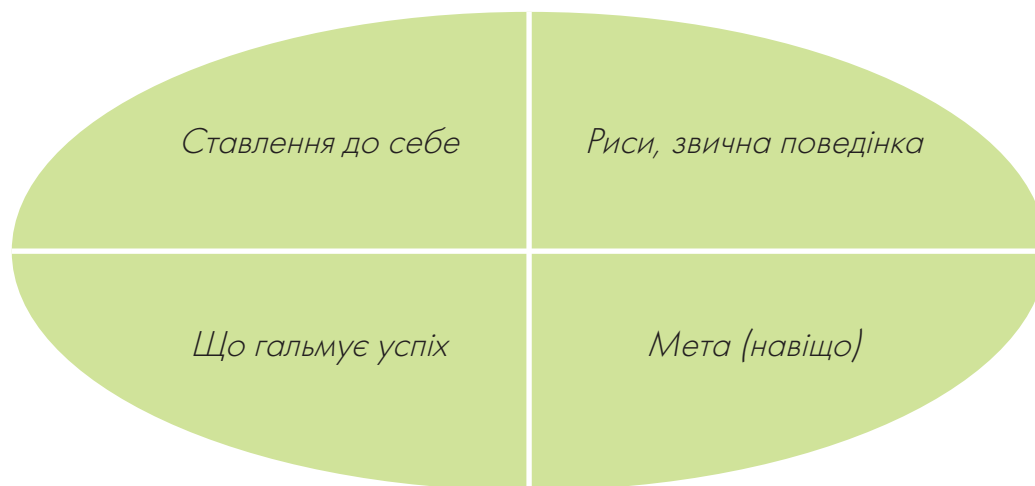 Ставлення до себе
Риси, звична поведінка
Що гальмує успіх
Мета (навіщо)